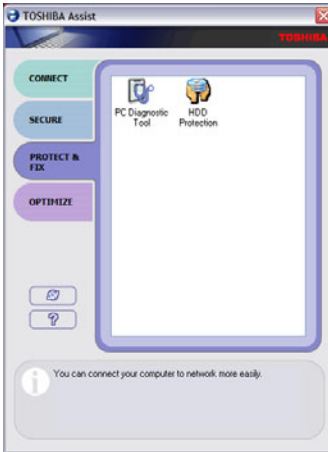 TOSHIBA Assist
TOSHIBA
CONNECT
SECURE
PROTECT &
FIX
OPTIMIZE
PC Diagnostic
Tool
HDD
Protection
You can connect your computer to network more easily.